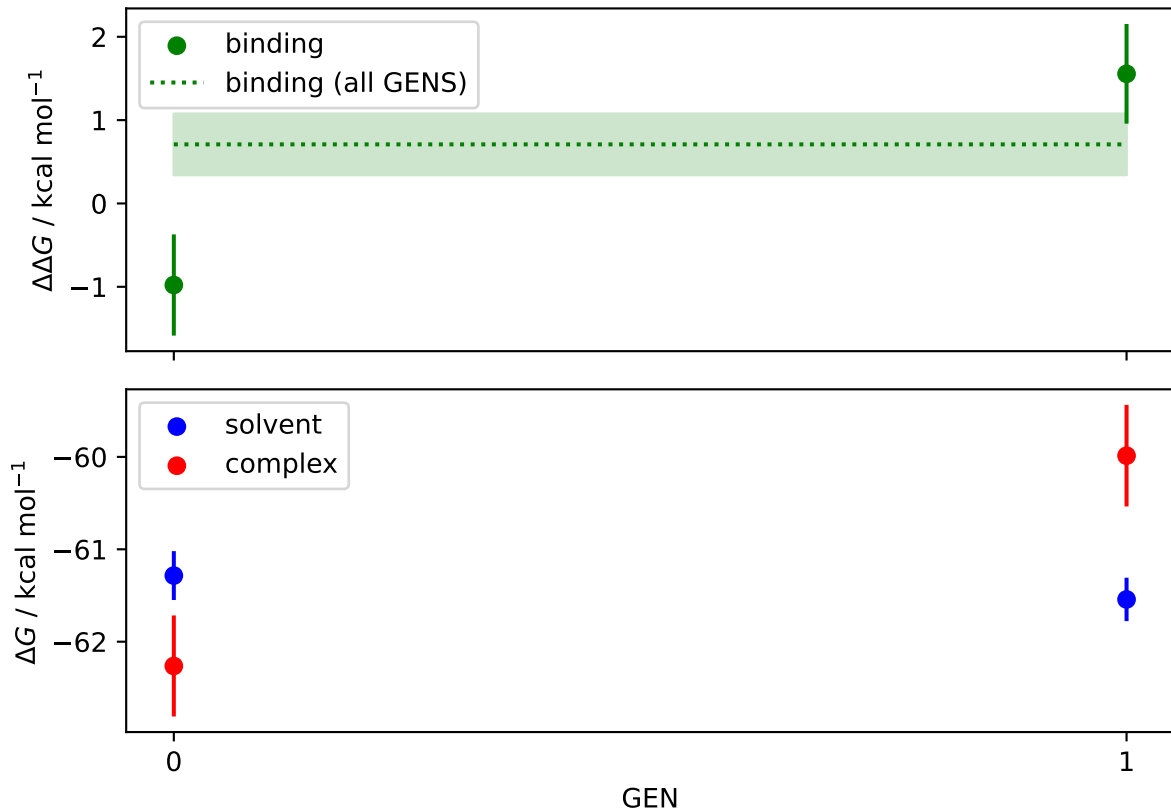 binding
binding (all GENS)
2
1
0
−1
ΔΔG / kcal mol⁻¹
solvent
complex
−60
−61
−62
ΔG / kcal mol⁻¹
0
1
GEN